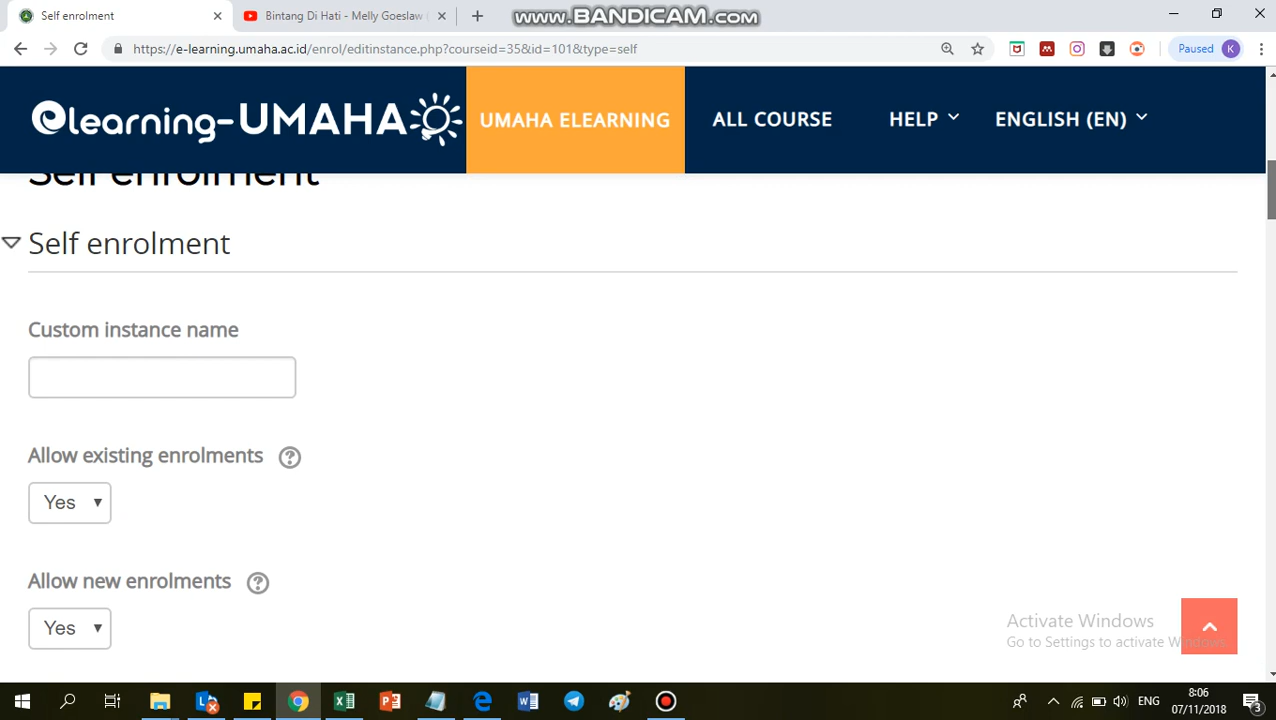 Self enrolment
Bintang Di Hati - Melly Goeslaw
www.BANDICAM.com
https://e-learning.umaha.ac.id/enrol/editinstance.php?courseid=35&id=101&type=self
Paused
K
elearning-UMAHA
UMAHA ELEARNING
ALL COURSE
HELP
ENGLISH (EN)
Self enrolment
Self enrolment
Custom instance name
Allow existing enrolments
Yes
Allow new enrolments
Yes
Activate Windows
Go to Settings to activate Windows.
ENG
8:06
07/11/2018
3